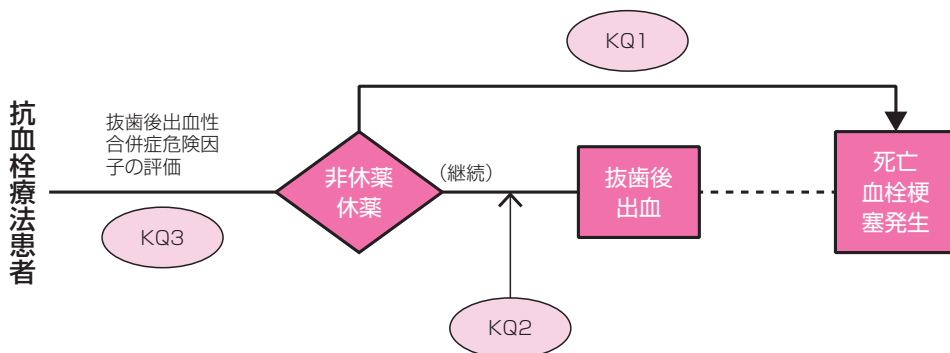 KQ1
抗血栓療法患者
抜歯後出血性
合併症危険因
子の評価
KQ3
非休薬
休薬
(継続)
KQ2
抜歯後
出血
死亡
血栓梗
塞発生